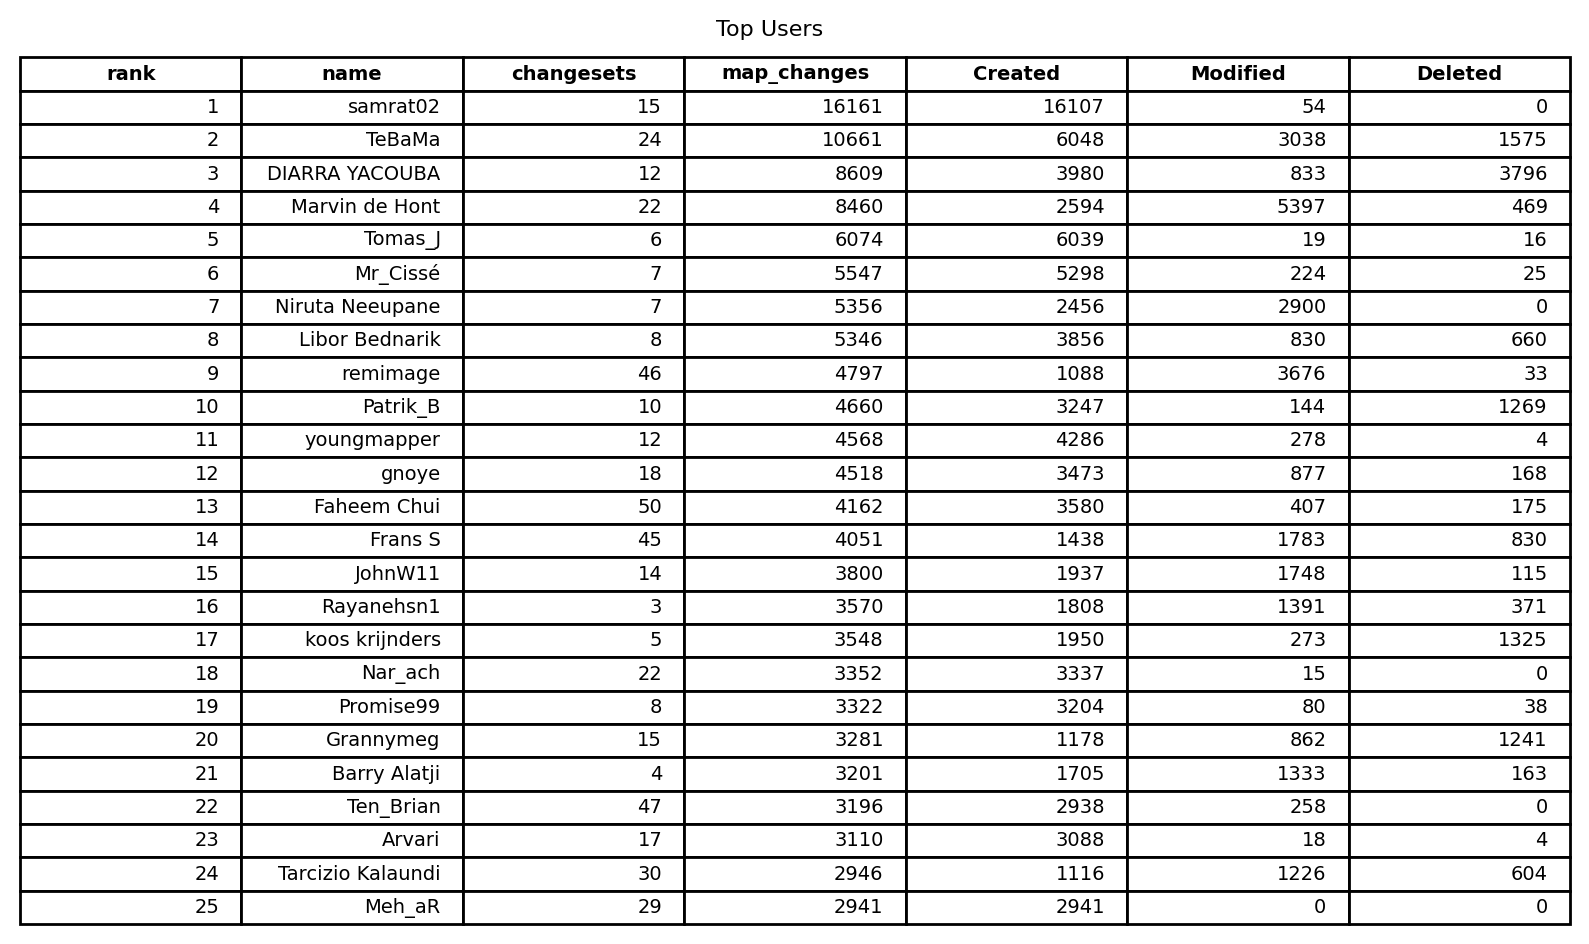 Top Users
rank name changesets map_changes Created Modified Deleted
1 samrat02 15 16161 16107 54 0
2 TeBaMa 24 10661 6048 3038 1575
3 DIARRA YACOUBA 12 8609 3980 833 3796
4 Marvin de Hont 22 8460 2594 5397 469
5 Tomas_J 6 6074 6039 19 16
6 Mr_Cissé 7 5547 5298 224 25
7 Niruta Neeupane 7 5356 2456 2900 0
8 Libor Bednarik 8 5346 3856 830 660
9 remimage 46 4797 1088 3676 33
10 Patrik_B 10 4660 3247 144 1269
11 youngmapper 12 4568 4286 278 4
12 gnoye 18 4518 3473 877 168
13 Faheem Chui 50 4162 3580 407 175
14 Frans S 45 4051 1438 1783 830
15 JohnW11 14 3800 1937 1748 115
16 Rayanehsn1 3 3570 1808 1391 371
17 koos krijnders 5 3548 1950 273 1325
18 Nar_ach 22 3352 3337 15 0
19 Promise99 8 3322 3204 80 38
20 Grannymeg 15 3281 1178 862 1241
21 Barry Alatji 4 3201 1705 1333 163
22 Ten_Brian 47 3196 2938 258 0
23 Arvari 17 3110 3088 18 4
24 Tarcizio Kalaundi 30 2946 1116 1226 604
25 Meh_aR 29 2941 2941 0 0